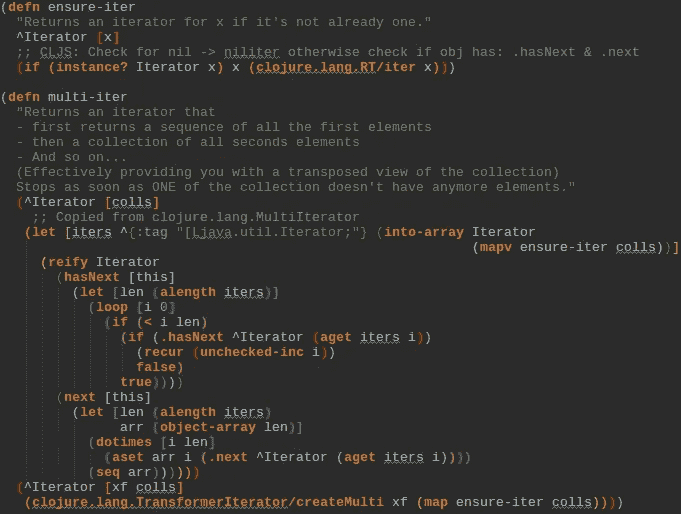 (defn ensure-iter
  "Returns an iterator for x if it's not already one."
  ^Iterator [x]
  ;; CLJS: Check for nil -> niliter otherwise check if obj has: .hasNext & .next
  (if (instance? Iterator x) x (clojure.lang.RT/iter x)))

(defn multi-iter
  "Returns an iterator that
  - first returns a sequence of all the first elements
  - then a collection of all seconds elements
  - And so on...
  (Effectively providing you with a transposed view of the collection)
  Stops as soon as ONE of the collection doesn't have anymore elements."
  (^Iterator [colls]
    ;; Copied from clojure.lang.MultiIterator
   (let [iters ^{:tag "[Ljava.util.Iterator;"} (into-array Iterator
                                                           (mapv ensure-iter colls))]
     (reify Iterator
       (hasNext [this]
         (let [len (alength iters)]
           (loop [i 0]
             (if (< i len)
               (if (.hasNext ^Iterator (aget iters i))
                 (recur (unchecked-inc i))
                 false)
               true))))
       (next [this]
         (let [len (alength iters)
               arr (object-array len)]
           (dotimes [i len]
             (aset arr i (.next ^Iterator (aget iters i))))
           (seq arr))))))
  (^Iterator [xf colls]
   (clojure.lang.TransformerIterator/createMulti xf (map ensure-iter colls))))